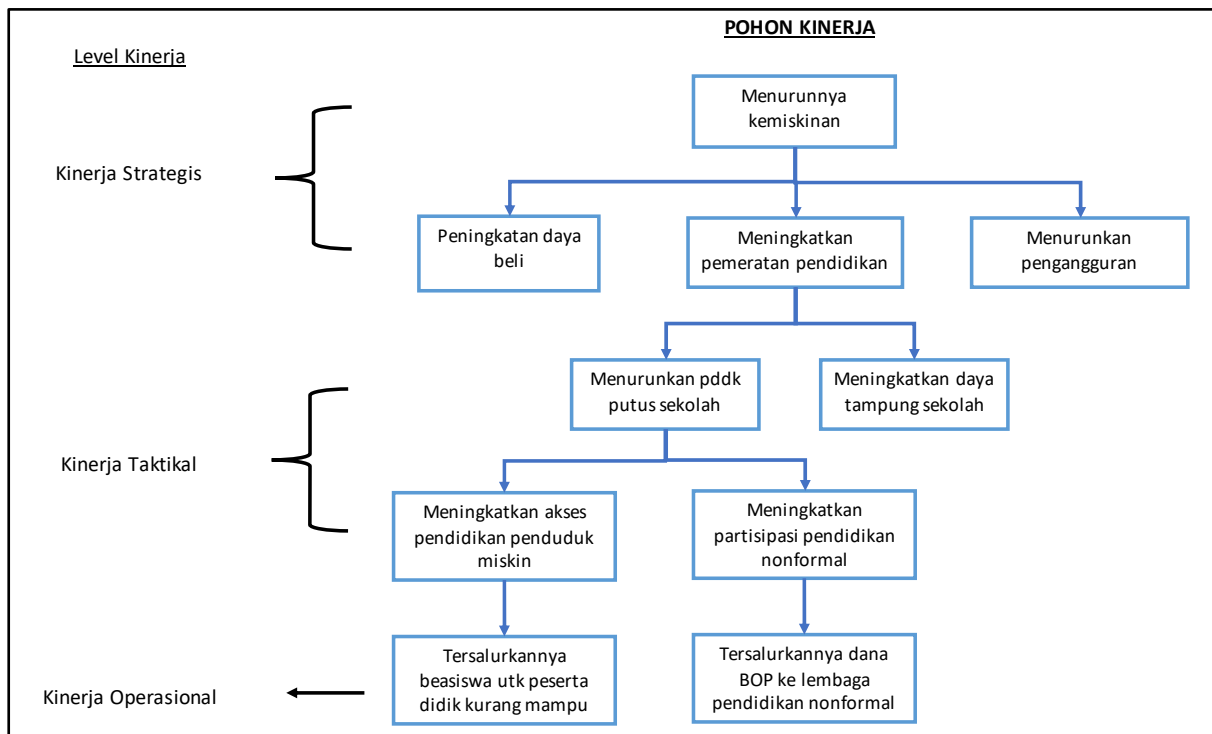 POHON KINERJA
Level Kinerja
Menurunnya
kemiskinan
Kinerja Strategis
Peningkatan daya
beli
Meningkatkan
pemeratan pendidikan
Menurunkan
pengangguran
Menurunkan pddk
putus sekolah
Meningkatkan daya
tampung sekolah
Kinerja Taktikal
Meningkatkan akses
pendidikan penduduk
miskin
Meningkatkan
partisipasi pendidikan
nonformal
Kinerja Operasional
Tersalurkannya
beasiswa utk peserta
didik kurang mampu
Tersalurkannya dana
BOP ke lembaga
pendidikan nonformal